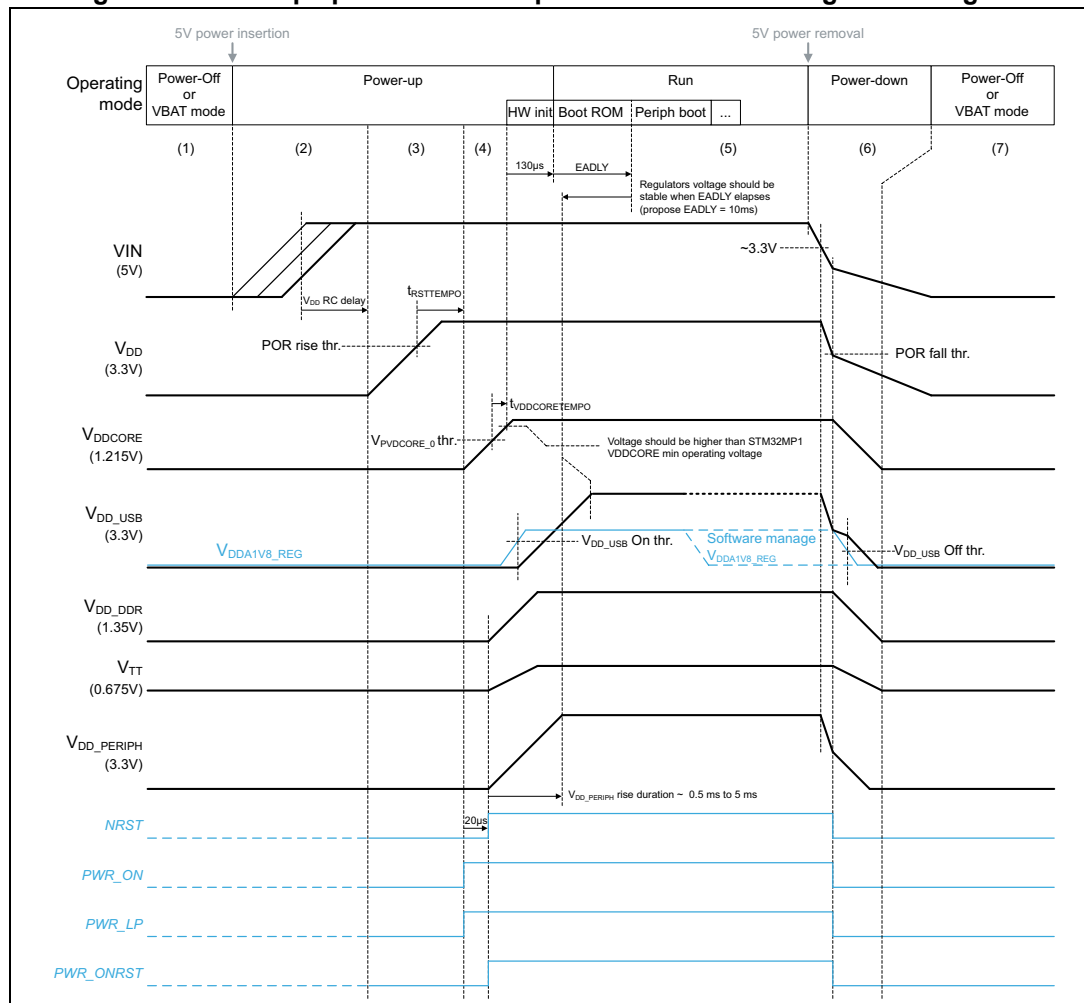 5V power insertion
5V power removal
Operating mode
Power-Off or VBAT mode
Power-up
Run
Power-down
Power-Off or VBAT mode
HW init
Boot ROM
Periph boot
...
(1)
(2)
(3)
(4)
(5)
(6)
(7)
130µs
EADLY
Regulators voltage should be
stable when EADLY elapses
(propose EADLY = 10ms)
VIN
(5V)
~3.3V
VDD RC delay
tRSTTEMPO
VDD
(3.3V)
POR rise thr.
POR fall thr.
tVDDCORETEMPO
VDDCORE
(1.215V)
VPVDCORE_0 thr.
Voltage should be higher than STM32MP1
VDDCORE min operating voltage
VDD_USB
(3.3V)
VDDA1V8_REG
VDD_USB On thr.
Software manage
VDDA1V8_REG
VDD_USB Off thr.
VDD_DDR
(1.35V)
VTT
(0.675V)
VDD_PERIPH
(3.3V)
VDD_PERIPH rise duration ~ 0.5 ms to 5 ms
NRST
20µs
PWR_ON
PWR_LP
PWR_ONRST